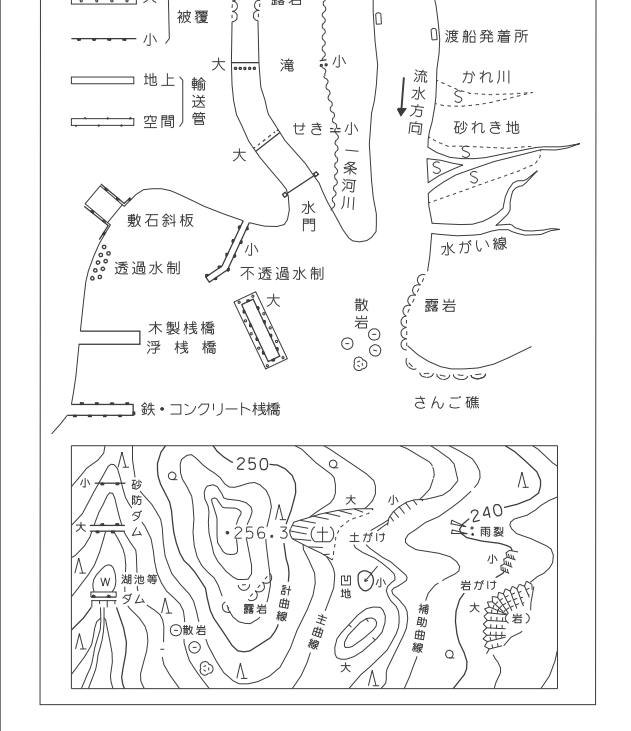 被覆
小
地上
空間
輸送管
大
滝
小
渡船発着所
流水方向
かれ川
S
砂れき地
せき
小
大
一条河川
S
S
S
水門
水がい線
敷石斜板
透過水制
小
不透過水制
大
散岩
露岩
木製桟橋
浮桟橋
鉄・コンクリート桟橋
さんご礁
250
小
砂防ダム
大
大
小
240
256.3
(土)
土がけ
雨裂
小
W
湖池等
ダム
凹地
小
岩がけ
大
岩)
露岩
計曲線
主曲線
補助曲線
散岩
大